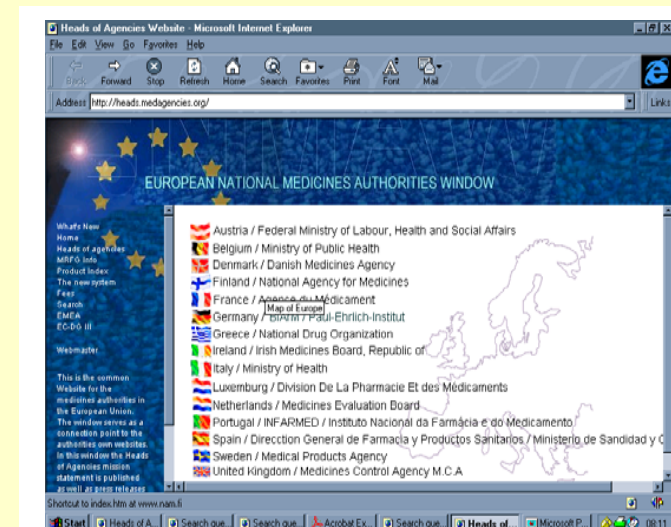 Heads of Agencies Website - Microsoft Internet Explorer
File Edit View Go Favorites Help
Back Forward Stop Refresh Home Search Favorites Print Font Mail
Address http://heads.medagencies.org/ Links
EUROPEAN NATIONAL MEDICINES AUTHORITIES WINDOW
What's New
Home
Heads of agencies
MRFG Info
Product Index
The new system
Fees
Search
EMEA
EC-DG III
Webmaster
This is the common
Website for the
medicines authorities in
the European Union.
The window serves as a
connection point to the
authorities own websites.
In this window the Heads
of Agencies mission
statement is published
as well as press releases
Austria / Federal Ministry of Labour, Health and Social Affairs
Belgium / Ministry of Public Health
Denmark / Danish Medicines Agency
Finland / National Agency for Medicines
France / Agence du Médicament
Map of Europe
Germany / BfArM / Paul-Ehrlich-Institut
Greece / National Drug Organization
Ireland / Irish Medicines Board, Republic of
Italy / Ministry of Health
Luxemburg / Division De La Pharmacie Et des Médicaments
Netherlands / Medicines Evaluation Board
Portugal / INFARMED / Instituto Nacional da Farmácia e do Medicamento
Spain / Direcction General de Farmacia y Productos Sanitarios / Ministerio de Sandidad y C
Sweden / Medical Products Agency
United Kingdom / Medicines Control Agency M.C.A
Shortcut to index.htm at www.nam.fi
Start Heads of A... Search que... Search que... Acrobat Ex... Search que... Heads of... Microsoft P...